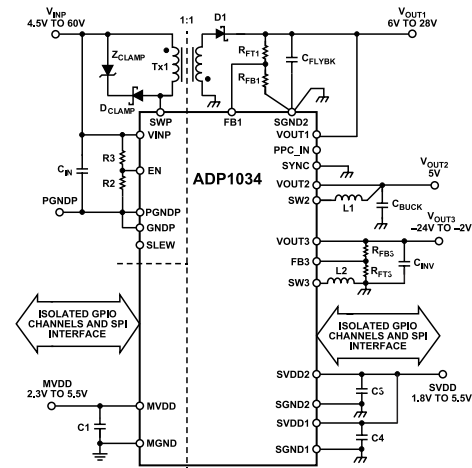 VINP
4.5V TO 60V
1:1
D1
VOUT1
6V TO 28V
ZCLAMP
Tx1
RFT1
RFB1
CFLYBK
DCLAMP
SWP
FB1
SGND2
VINP
VOUT1
R3
PPC_IN
CIN
EN
SYNC
R2
ADP1034
VOUT2
VOUT2
5V
PGNDP
PGNDP
SW2
L1
CBUCK
GNDP
VOUT3
–24V TO –2V
SLEW
VOUT3
RFB3
FB3
CINV
RFT3
SW3
L2
ISOLATED GPIO
CHANNELS AND SPI
INTERFACE
ISOLATED GPIO
CHANNELS AND SPI
INTERFACE
MVDD
2.3V TO 5.5V
MVDD
C1
MGND
SVDD2
SVDD
1.8V TO 5.5V
C3
SGND2
SVDD1
C4
SGND1